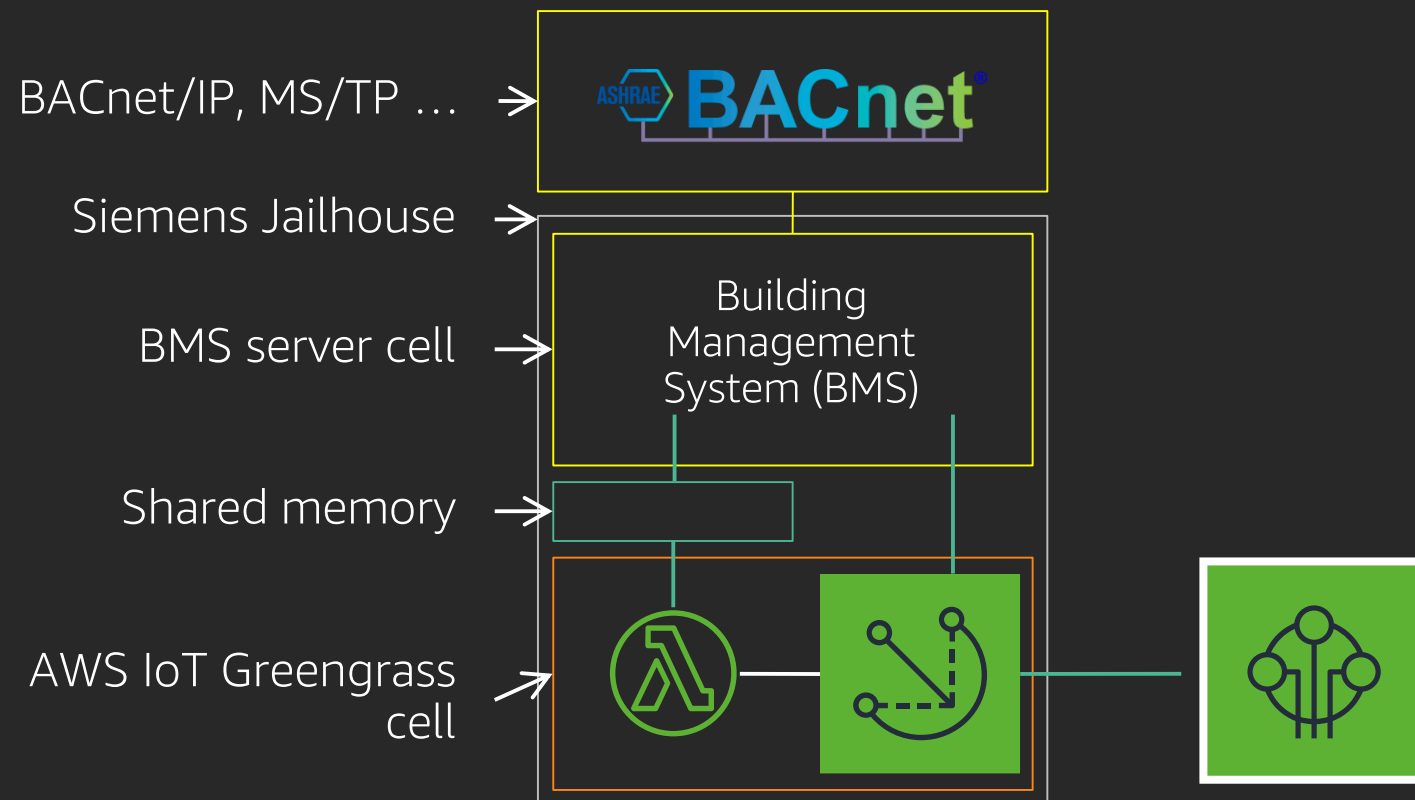 BACnet/IP, MS/TP ...
ASHRAE BACnet®
Siemens Jailhouse
BMS server cell
Building
Management
System (BMS)
Shared memory
AWS IoT Greengrass
cell